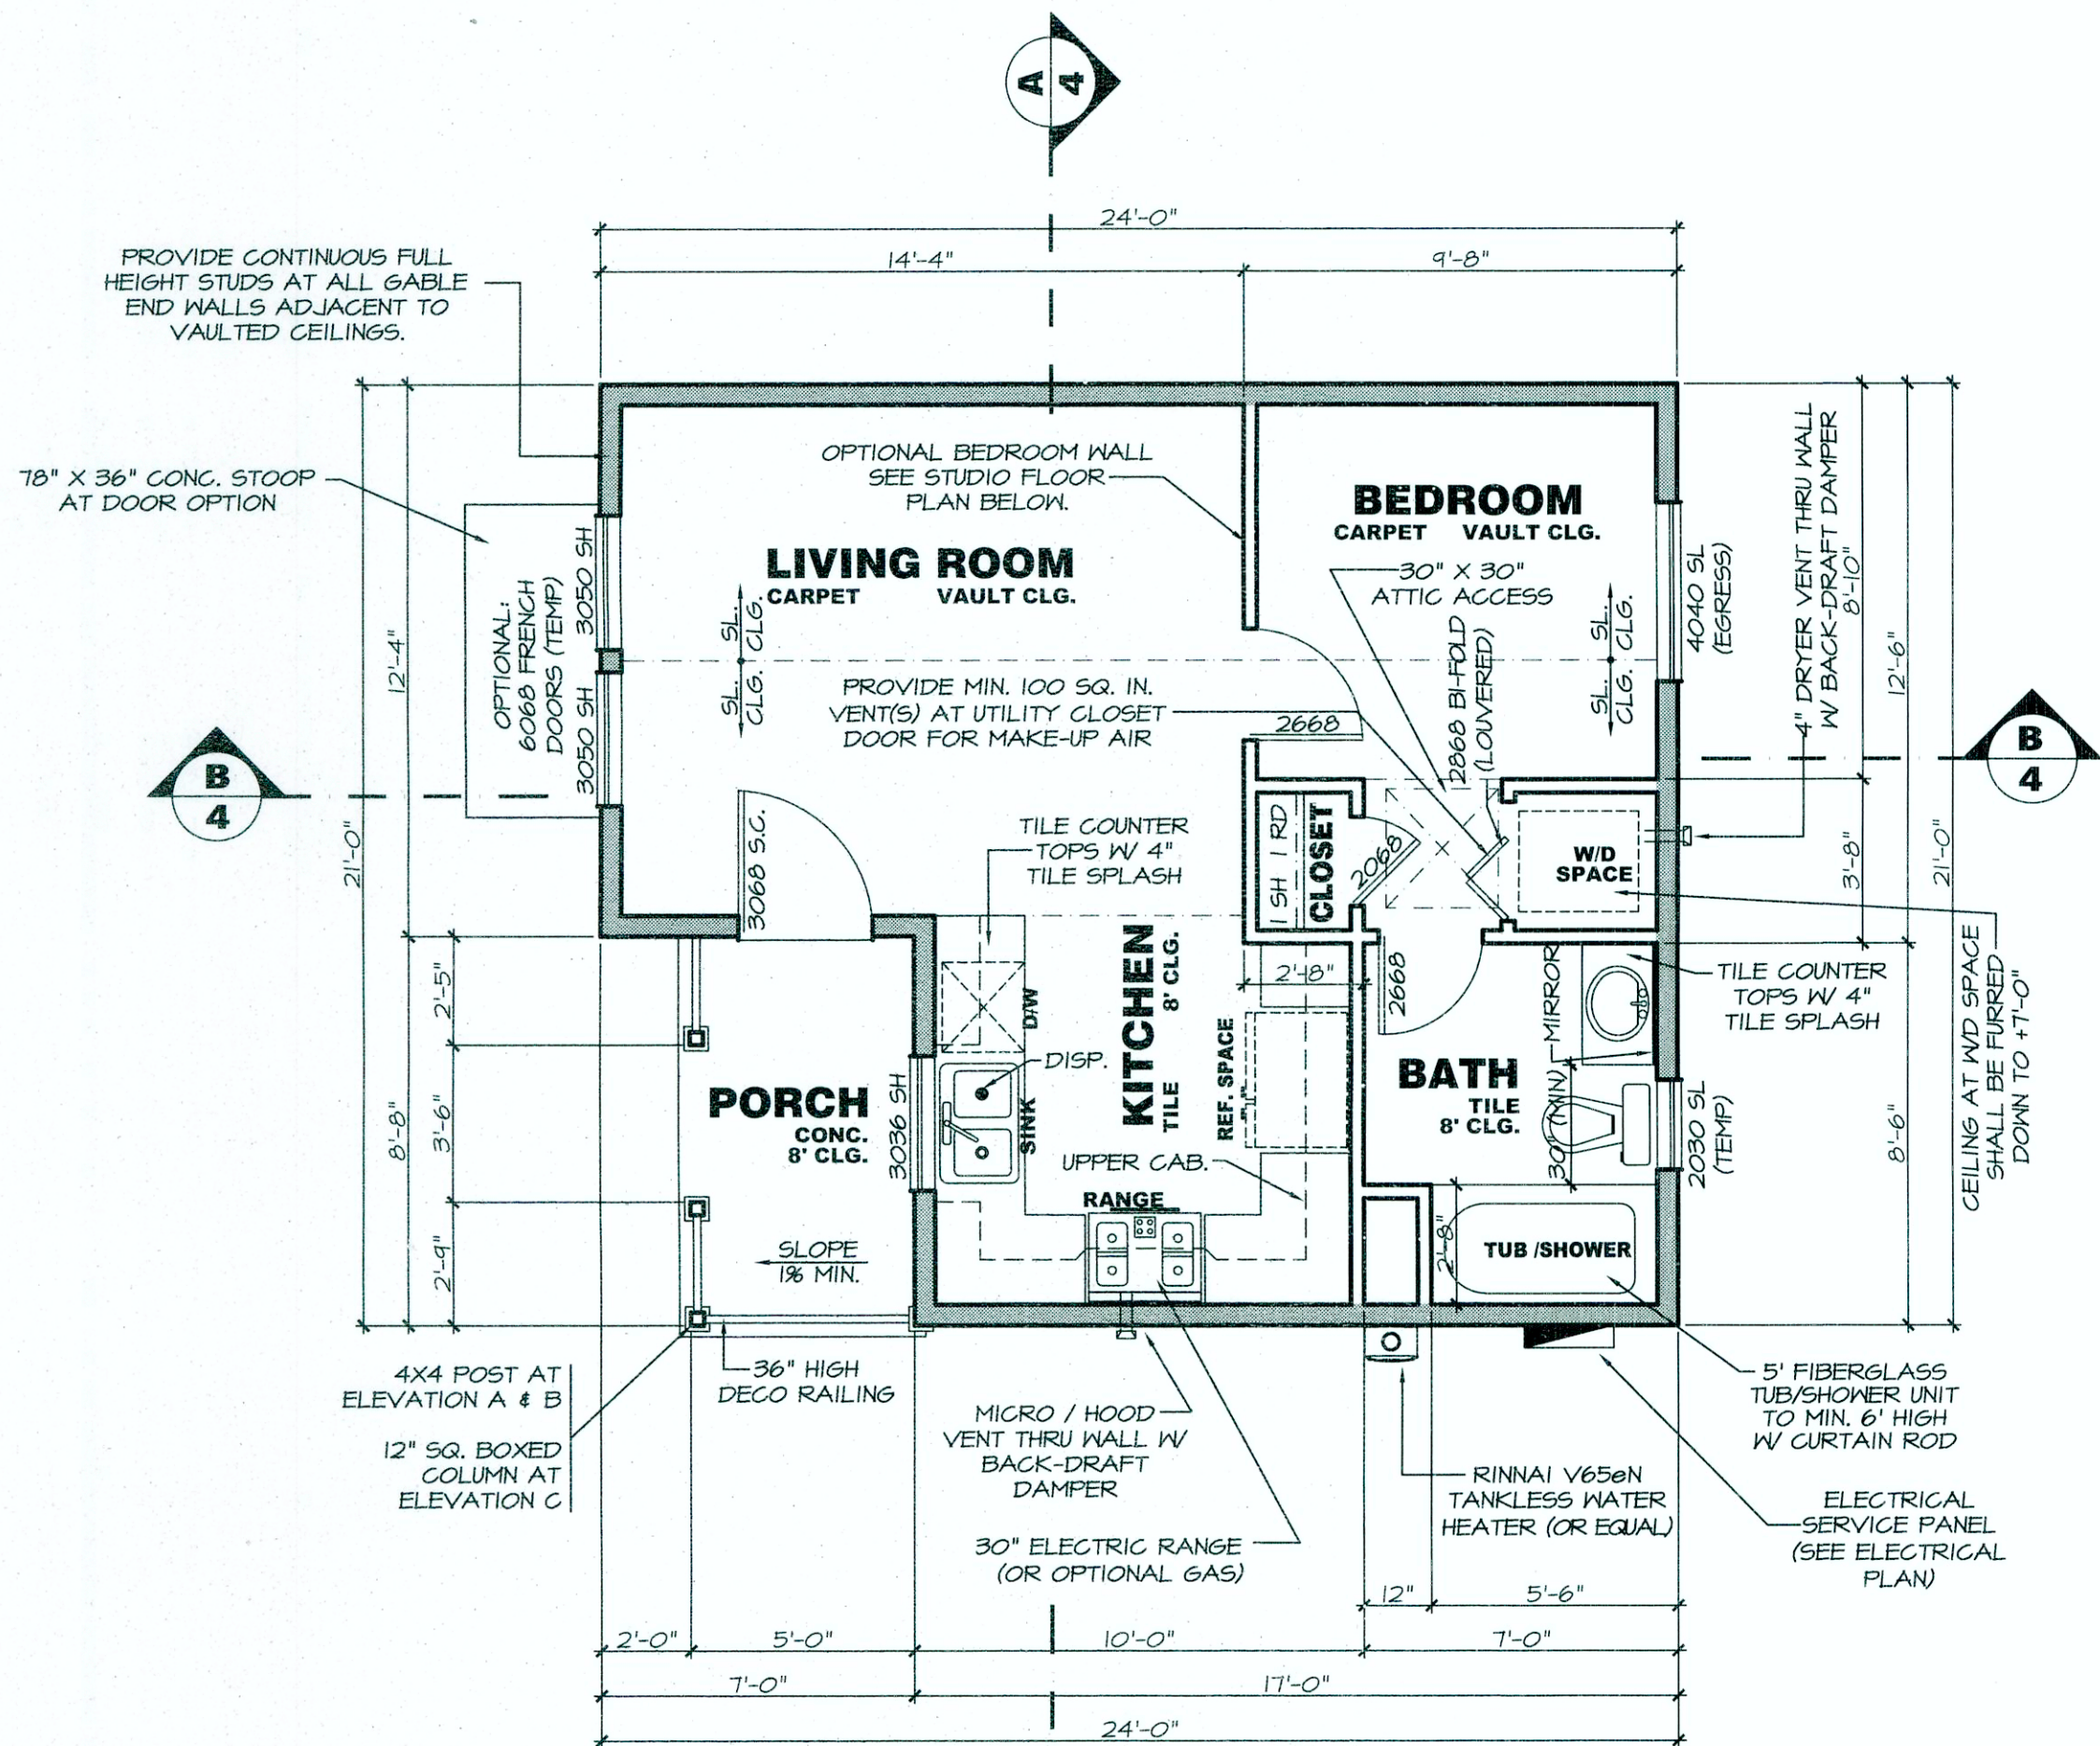 A
4
24'-0"
14'-4"
9'-8"
PROVIDE CONTINUOUS FULL
HEIGHT STUDS AT ALL GABLE
END WALLS ADJACENT TO
VAULTED CEILINGS.
78" X 36" CONC. STOOP
AT DOOR OPTION
OPTIONAL BEDROOM WALL
SEE STUDIO FLOOR
PLAN BELOW.
BEDROOM
CARPET VAULT CLG.
30" X 30"
ATTIC ACCESS
LIVING ROOM
CARPET VAULT CLG.
OPTIONAL:
6068 FRENCH
DOORS (TEMP)
3050 SH
3050 SH
SL. CLG.
SL. CLG.
SL. CLG.
SL. CLG.
4040 SL
(EGRESS)
4" DRYER VENT THRU WALL
W/ BACK-DRAFT DAMPER
8'-10"
12'-4"
12'-6"
21'-0"
21'-0"
PROVIDE MIN. 100 SQ. IN.
VENT(S) AT UTILITY CLOSET
DOOR FOR MAKE-UP AIR
2668
2868 BI-FOLD
(LOUVERED)
B
4
B
4
3068 S.C.
TILE COUNTER
TOPS W/ 4"
TILE SPLASH
1 SH 1 RD
CLOSET
2068
W/D
SPACE
3'-8"
2'-5"
3'-6"
2'-9"
8'-8"
8'-6"
KITCHEN
TILE 8' CLG.
2'-8"
2668
MIRROR
TILE COUNTER
TOPS W/ 4"
TILE SPLASH
CEILING AT W/D SPACE
SHALL BE FURRED
DOWN TO +7'-0"
D/W
DISP.
SINK
REF. SPACE
PORCH
CONC.
8' CLG.
3036 SH
BATH
TILE
8' CLG.
30" (MIN)
2030 SL
(TEMP)
UPPER CAB.
RANGE
SLOPE
1% MIN.
2'-8"
TUB /SHOWER
4X4 POST AT
ELEVATION A & B
12" SQ. BOXED
COLUMN AT
ELEVATION C
36" HIGH
DECO RAILING
MICRO / HOOD
VENT THRU WALL W/
BACK-DRAFT
DAMPER
30" ELECTRIC RANGE
(OR OPTIONAL GAS)
5' FIBERGLASS
TUB/SHOWER UNIT
TO MIN. 6' HIGH
W/ CURTAIN ROD
RINNAI V65eN
TANKLESS WATER
HEATER (OR EQUAL)
ELECTRICAL
SERVICE PANEL
(SEE ELECTRICAL
PLAN)
12"
5'-6"
2'-0"
5'-0"
10'-0"
7'-0"
7'-0"
17'-0"
24'-0"